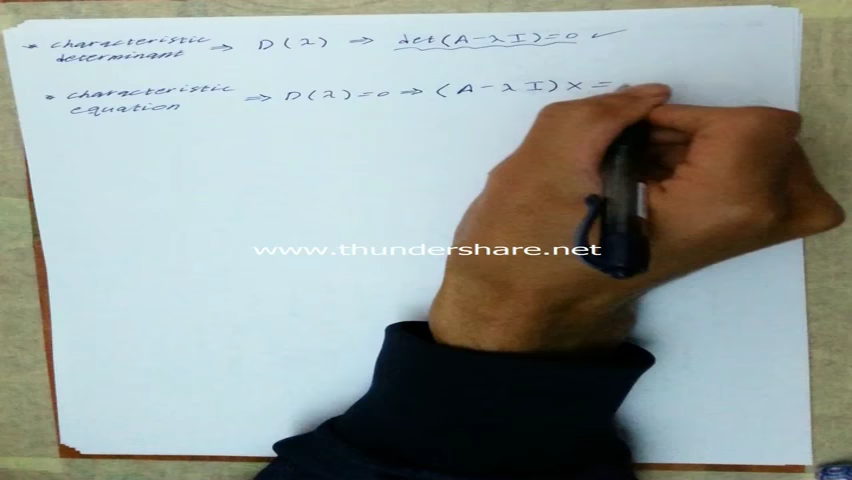 * characteristic determinant ⇒ D(λ) ⇒ det(A-λI)=0 ✓
* characteristic equation ⇒ D(λ)=0 ⇒ (A-λI)X=
www.thundershare.net